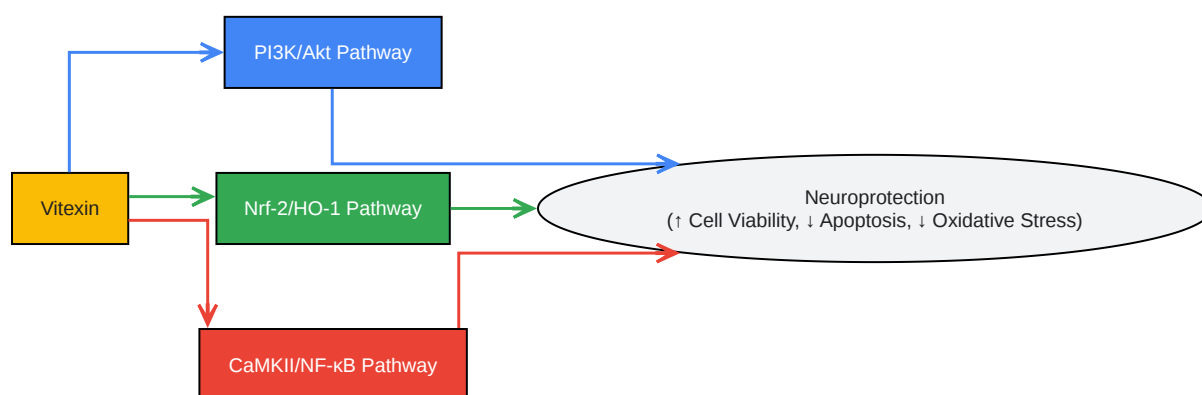 PI3K/Akt Pathway
Vitexin
Nrf-2/HO-1 Pathway
Neuroprotection
(↑ Cell Viability, ↓ Apoptosis, ↓ Oxidative Stress)
CaMKII/NF-κB Pathway